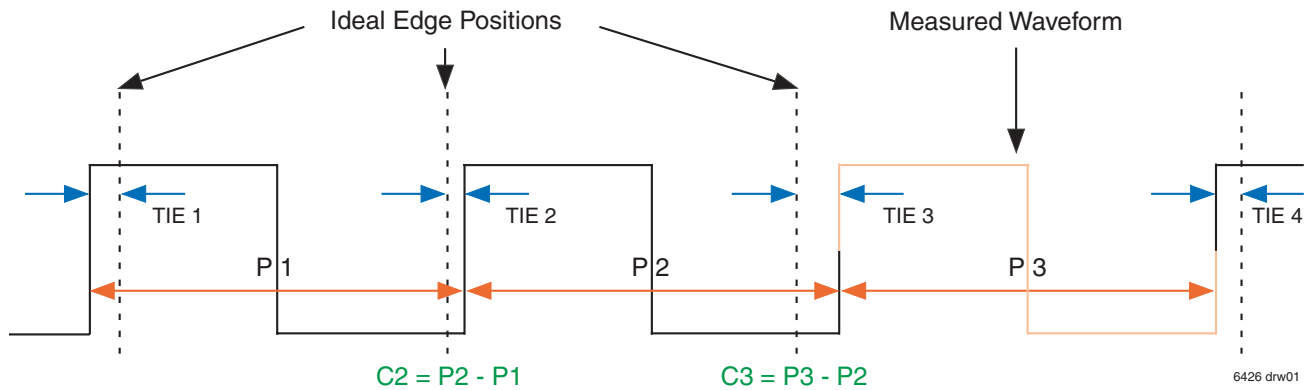 Ideal Edge Positions
Measured Waveform
TIE 1
TIE 2
TIE 3
TIE 4
P 1
P 2
P 3
C2 = P2 - P1
C3 = P3 - P2
6426 drw01